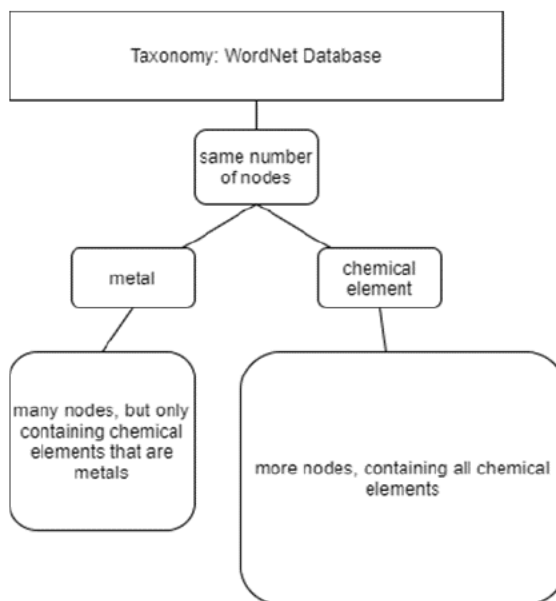 Taxonomy: WordNet Database
same number
of nodes
metal
chemical
element
many nodes, but only
containing chemical
elements that are
metals
more nodes, containing all chemical
elements